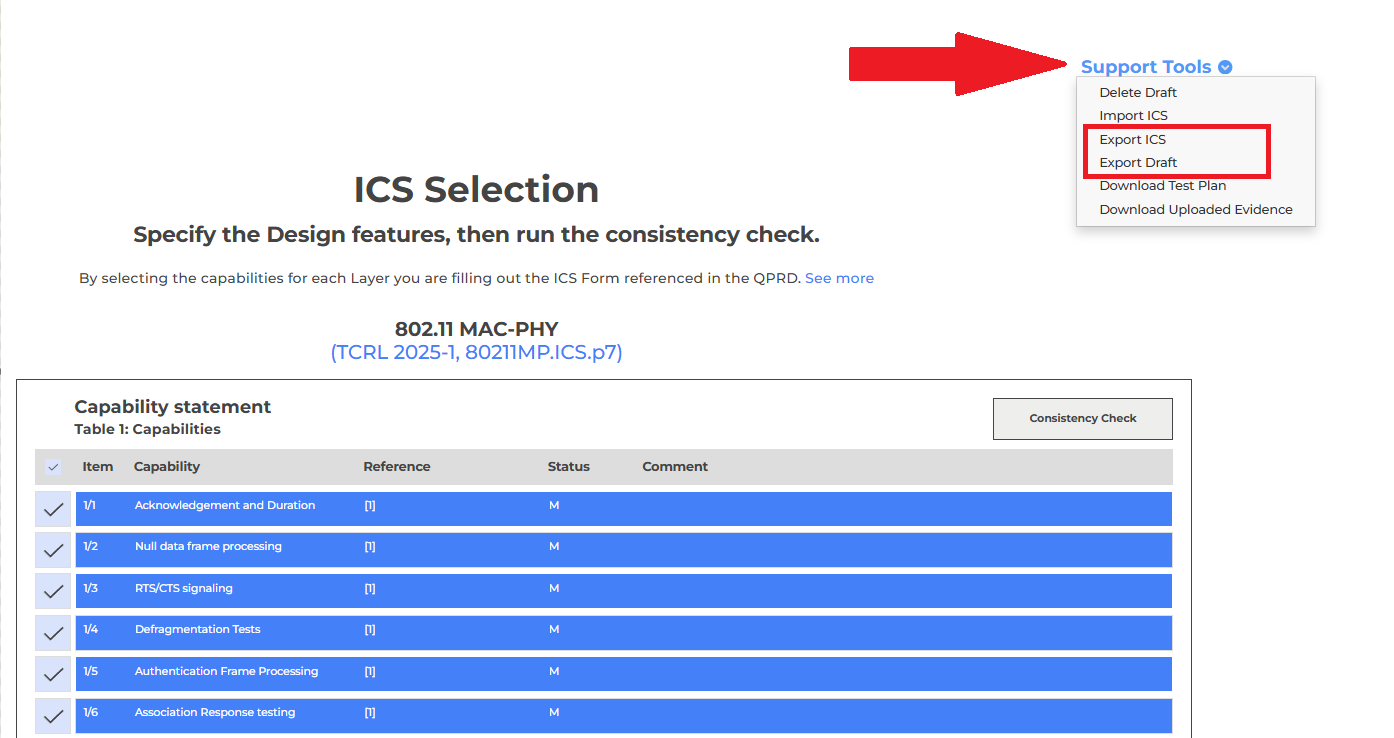 Support Tools
Delete Draft
Import ICS
Export ICS
Export Draft
Download Test Plan
Download Uploaded Evidence
ICS Selection
Specify the Design features, then run the consistency check.
By selecting the capabilities for each Layer you are filling out the ICS Form referenced in the QPRD. See more
802.11 MAC-PHY
(TCRL 2025-1, 80211MP.ICS.p7)
Capability statement
Table 1: Capabilities
Consistency Check
Item Capability Reference Status Comment
1/1 Acknowledgement and Duration [1] M
1/2 Null data frame processing [1] M
1/3 RTS/CTS signaling [1] M
1/4 Defragmentation Tests [1] M
1/5 Authentication Frame Processing [1] M
1/6 Association Response testing [1] M